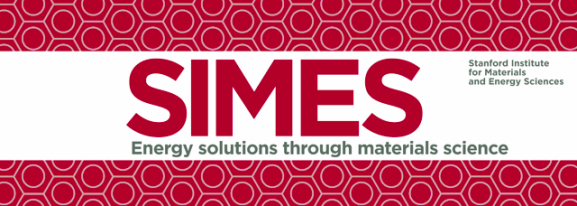 SIMES
Stanford Institute
for Materials
and Energy Sciences
Energy solutions through materials science